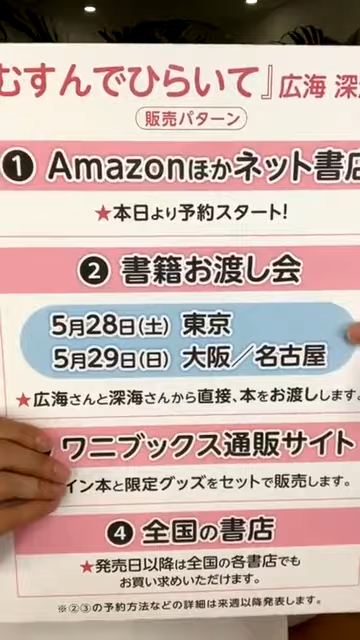 むすんでひらいて』広海 深
販売パターン
❶ Amazonほかネット書店
★本日より予約スタート!
❷ 書籍お渡し会
5月28日(土) 東京
5月29日(日) 大阪/名古屋
★広海さんと深海さんから直接、本をお渡しします。
ワニブックス通販サイト
イン本と限定グッズをセットで販売します。
❹ 全国の書店
★発売日以降は全国の各書店でも
お買い求めいただけます。
※②③の予約方法などの詳細は来週以降発表します。